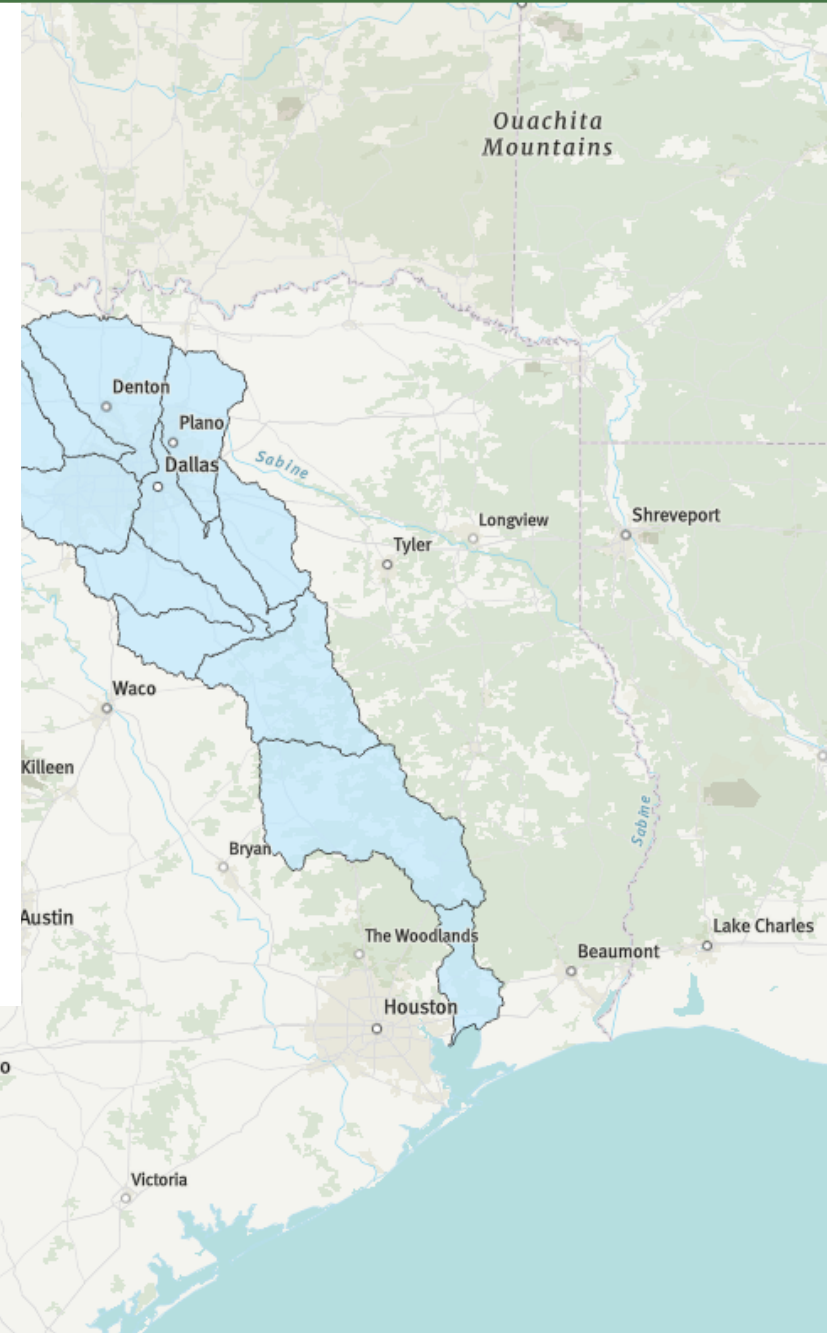 Ouachita
Mountains
Denton
Plano
Dallas
Sabine
Longview
Shreveport
Tyler
Waco
Killeen
Sabine
Bryan
Austin
The Woodlands
Lake Charles
Beaumont
Houston
o
Victoria